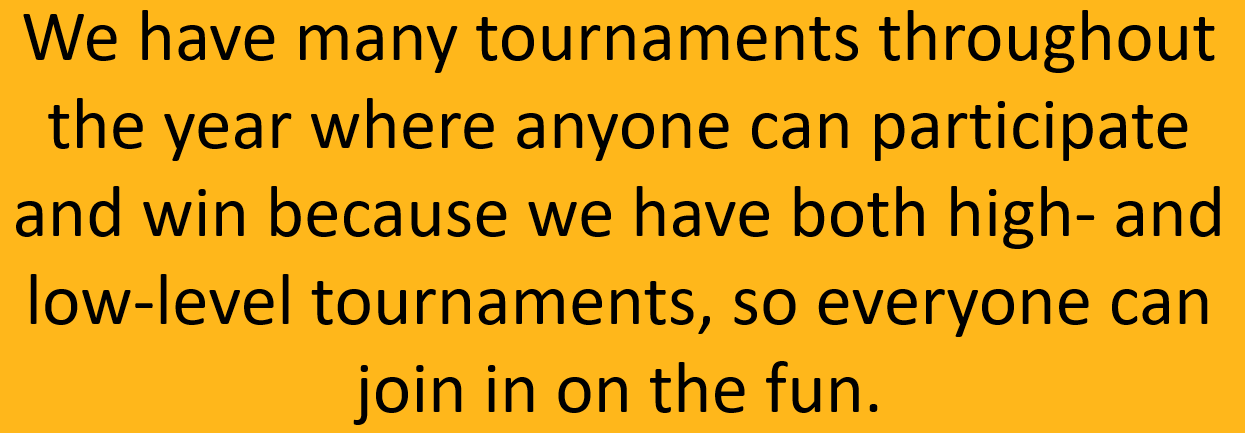 We have many tournaments throughout
the year where anyone can participate
and win because we have both high- and
low-level tournaments, so everyone can
join in on the fun.